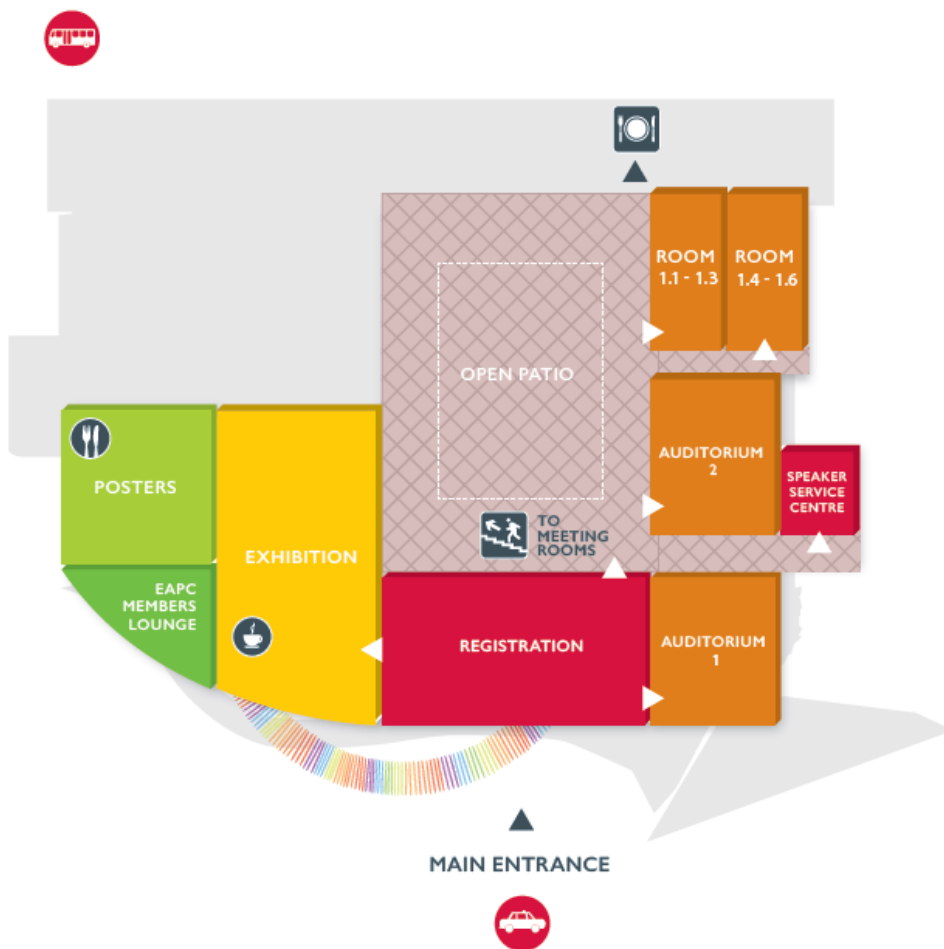 ROOM
1.1 - 1.3
ROOM
1.4 - 1.6
OPEN PATIO
AUDITORIUM
2
SPEAKER
SERVICE
CENTRE
POSTERS
TO
MEETING
ROOMS
EXHIBITION
EAPC
MEMBERS
LOUNGE
REGISTRATION
AUDITORIUM
1
MAIN ENTRANCE